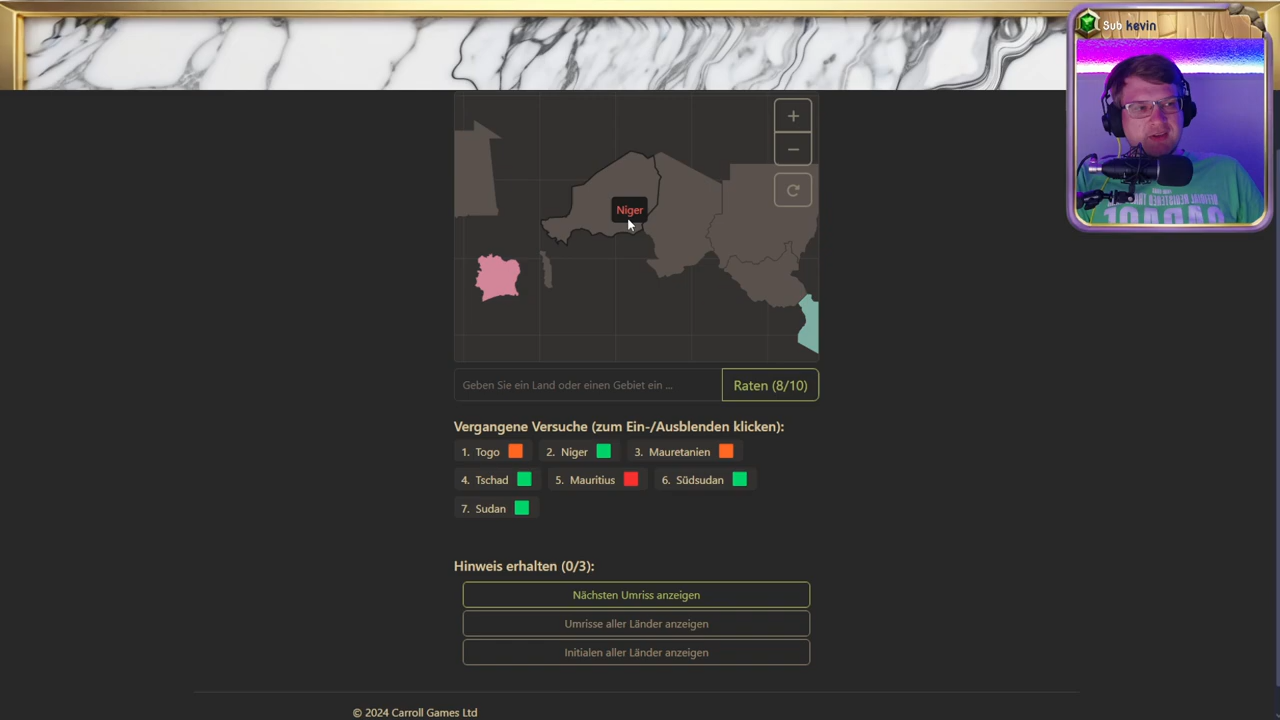 Sub kevin
Niger
Geben Sie ein Land oder einen Gebiet ein ...
Raten (8/10)
Vergangene Versuche (zum Ein-/Ausblenden klicken):
1. Togo
2. Niger
3. Mauretanien
4. Tschad
5. Mauritius
6. Südsudan
7. Sudan
Hinweis erhalten (0/3):
Nächsten Umriss anzeigen
Umrisse aller Länder anzeigen
Initialen aller Länder anzeigen
© 2024 Carroll Games Ltd